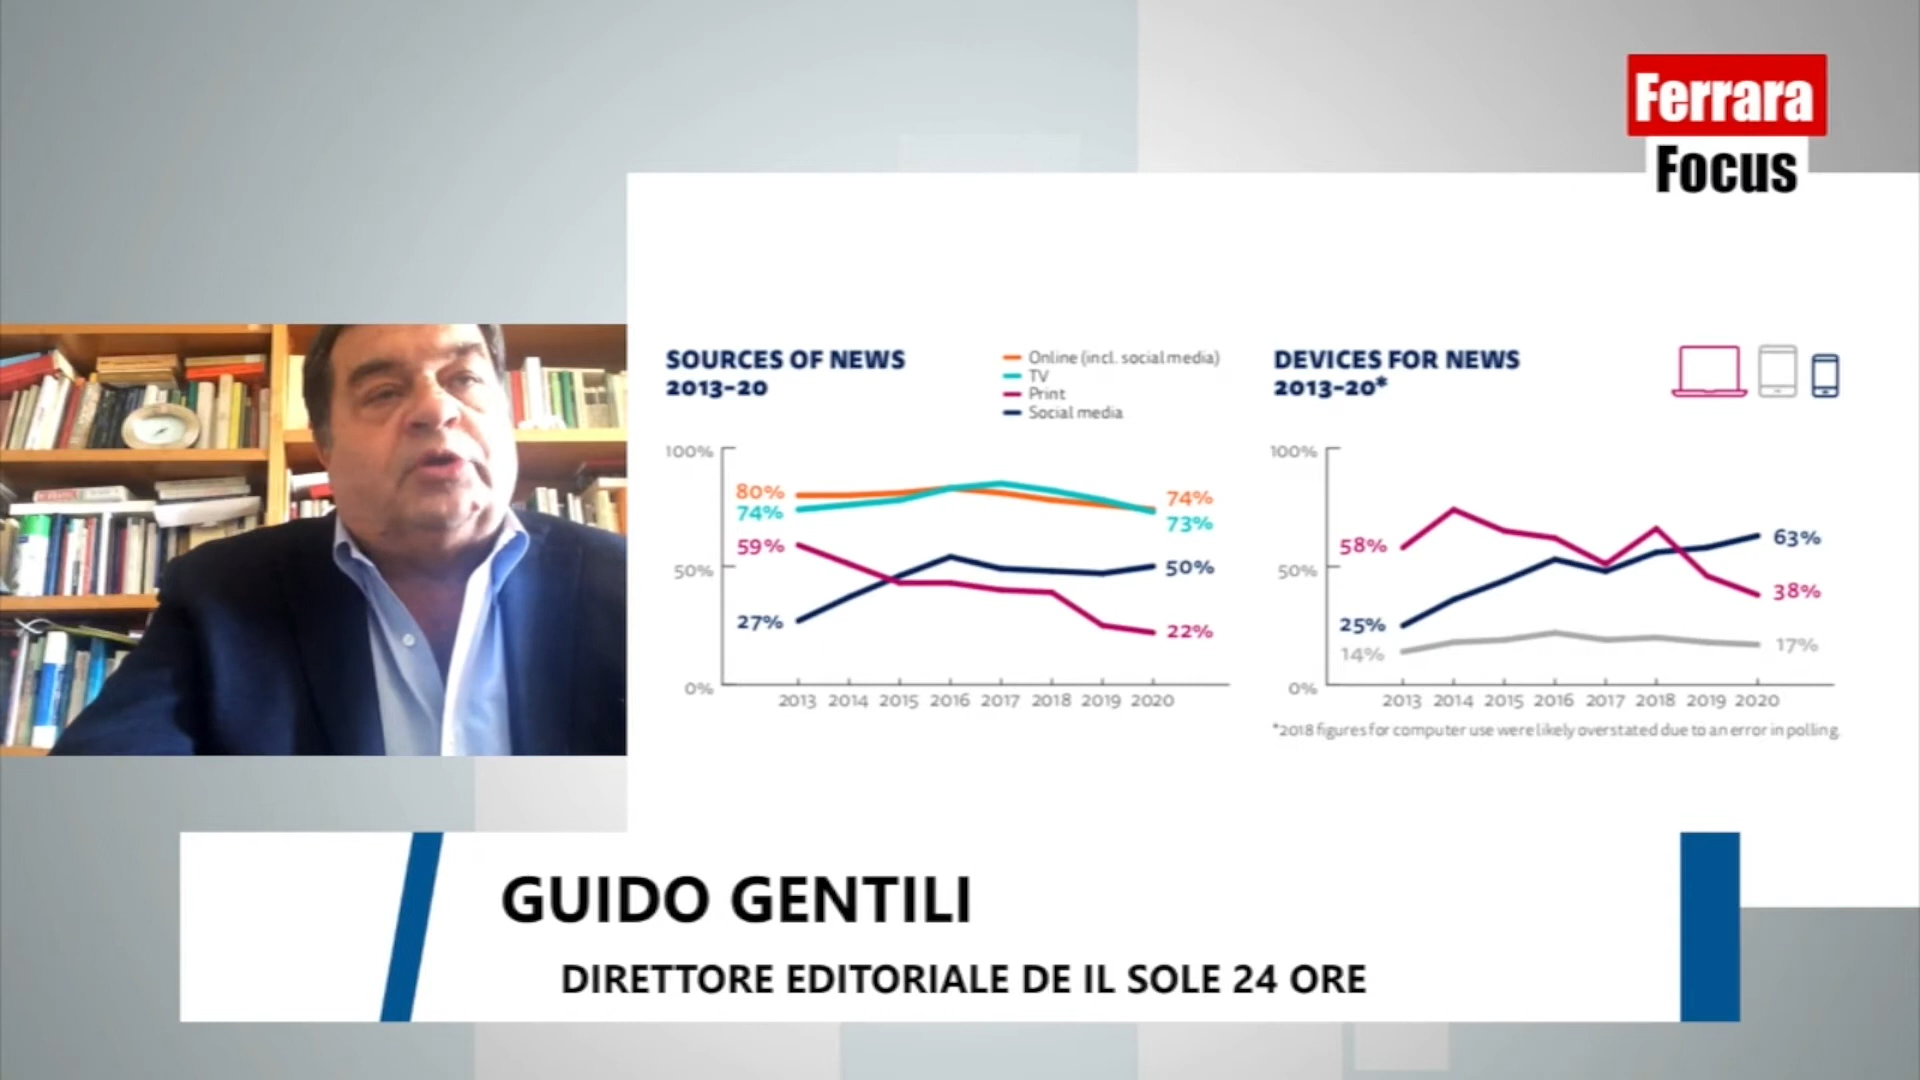 Ferrara
Focus
SOURCES OF NEWS
2013-20
Online (incl. social media)
TV
Print
Social media
100%
50%
0%
80%
74%
59%
27%
74%
73%
50%
22%
2013 2014 2015 2016 2017 2018 2019 2020
DEVICES FOR NEWS
2013-20*
100%
50%
0%
58%
25%
14%
63%
38%
17%
2013 2014 2015 2016 2017 2018 2019 2020
*2018 figures for computer use were likely overstated due to an error in polling.
GUIDO GENTILI
DIRETTORE EDITORIALE DE IL SOLE 24 ORE